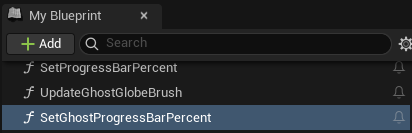 My Blueprint
Add Search
SetProgressBarPercent
UpdateGhostGlobeBrush
SetGhostProgressBarPercent